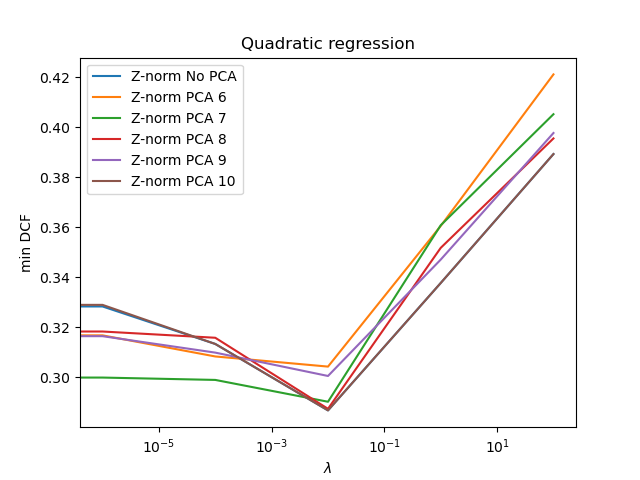 Quadratic regression
Z-norm No PCA
Z-norm PCA 6
Z-norm PCA 7
Z-norm PCA 8
Z-norm PCA 9
Z-norm PCA 10
min DCF
0.42
0.40
0.38
0.36
0.34
0.32
0.30
10⁻⁵ 10⁻³ 10⁻¹ 10¹
λ